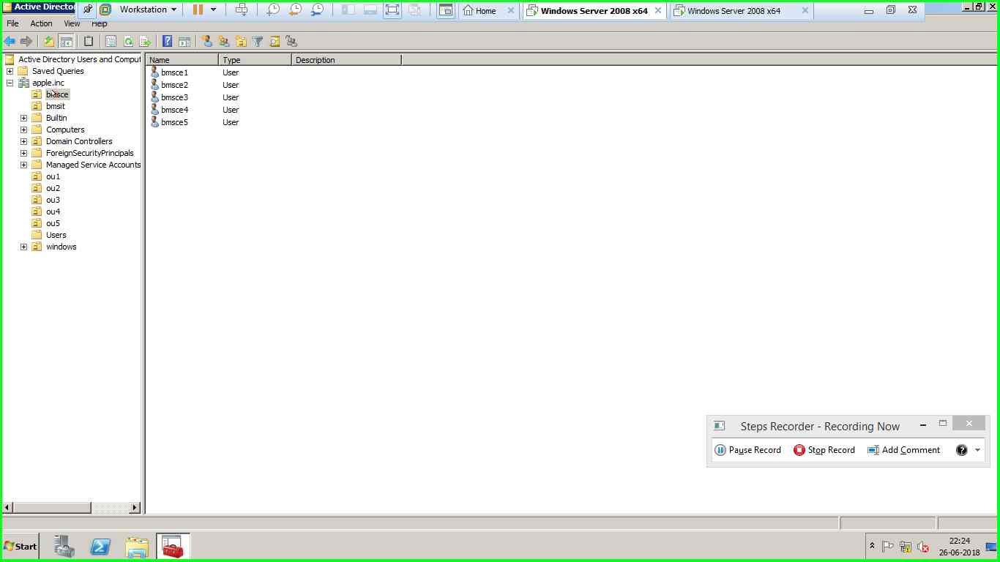 Active Director Workstation Home Windows Server 2008 x64 Windows Server 2008 x64
File Action View Help
Active Directory Users and Comput
Saved Queries
apple.inc
bmsce
bmsit
Builtin
Computers
Domain Controllers
ForeignSecurityPrincipals
Managed Service Accounts
ou1
ou2
ou3
ou4
ou5
Users
windows
Name Type Description
bmsce1 User
bmsce2 User
bmsce3 User
bmsce4 User
bmsce5 User
Steps Recorder - Recording Now
Pause Record Stop Record Add Comment
Start
22:24
26-06-2018